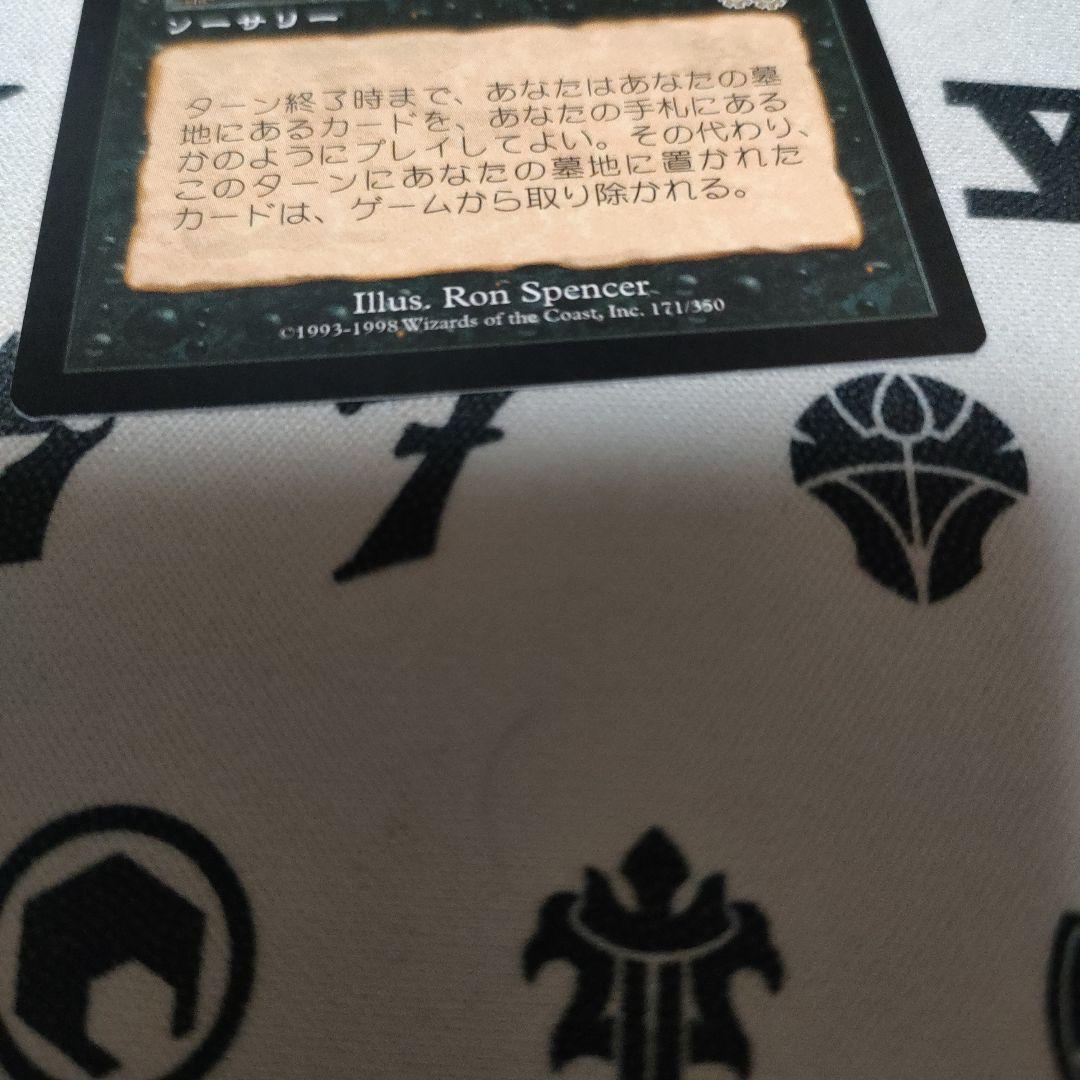 ソーサリー
ターン終了時まで、あなたはあなたの墓
地にあるカードを、あなたの手札にある
かのようにプレイしてよい。その代わり、
このターンにあなたの墓地に置かれた
カードは、ゲームから取り除かれる。
Illus. Ron Spencer
©1993-1998 Wizards of the Coast, Inc. 171/350